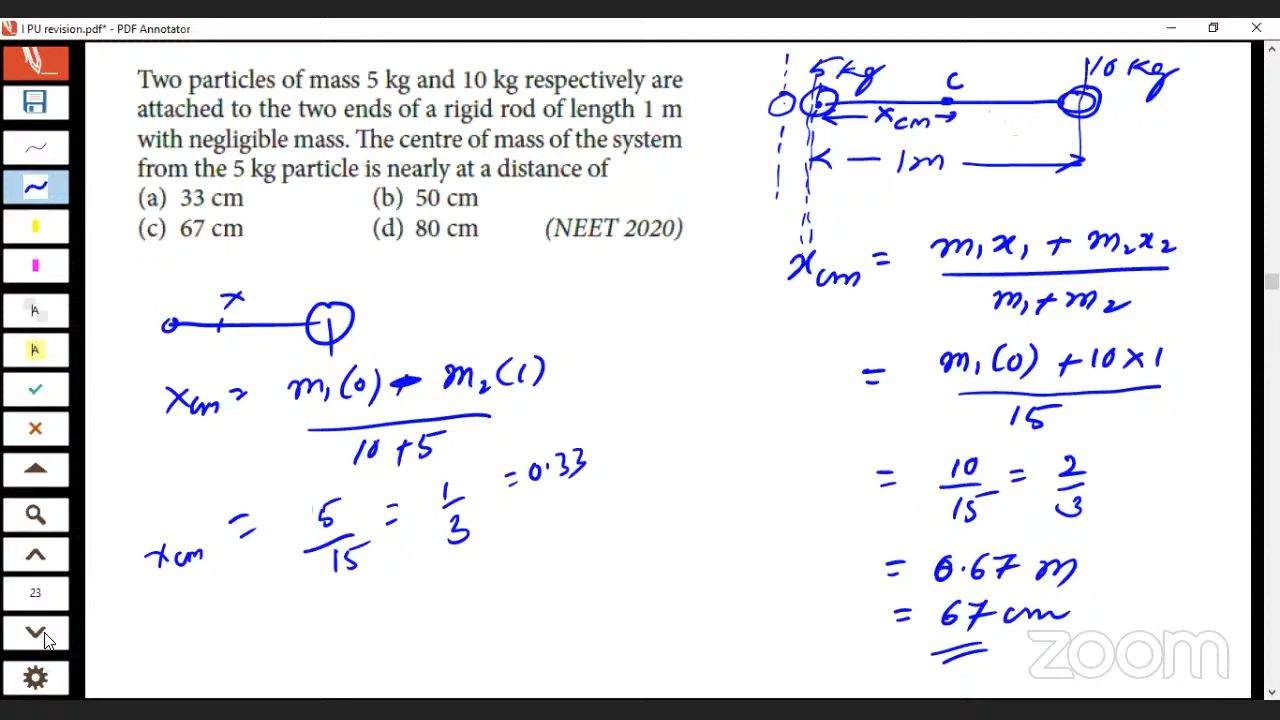 I PU revision.pdf* - PDF Annotator
Two particles of mass 5 kg and 10 kg respectively are
attached to the two ends of a rigid rod of length 1 m
with negligible mass. The centre of mass of the system
from the 5 kg particle is nearly at a distance of
(a) 33 cm (b) 50 cm
(c) 67 cm (d) 80 cm (NEET 2020)
5 kg C 10 kg
xcm
1m
xcm = m₁x₁ + m₂x₂
m₁ + m₂
= m₁(0) + 10 × 1
15
= 10/15 = 2/3
= 0.67 m
= 67 cm
x
xcm = m₁(0) - m₂(1)
10 + 5
xcm = 5/15 = 1/3 = 0.33
A
A
23
zoom